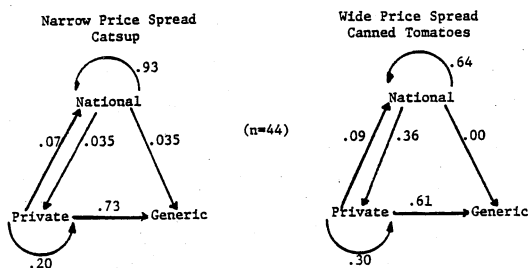 Narrow Price Spread
Catsup
.93
National
.07
.035
.035
Private
.73
Generic
.20
(n=44)
Wide Price Spread
Canned Tomatoes
.64
National
.09
.36
.00
Private
.61
Generic
.30